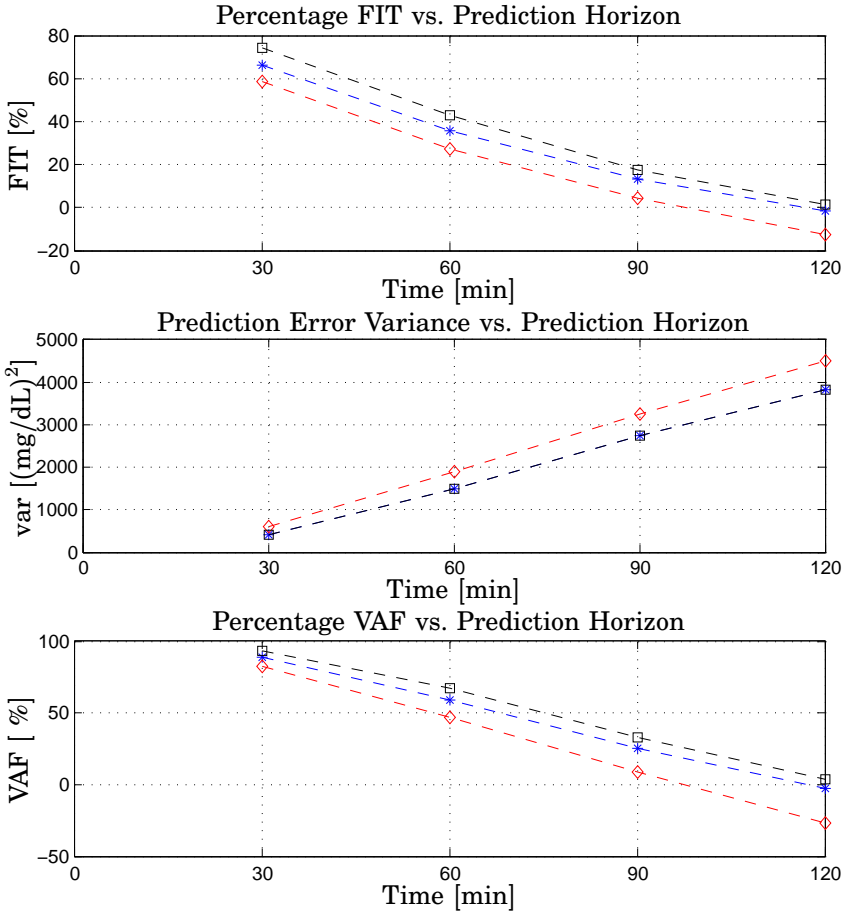 Percentage FIT vs. Prediction Horizon
80
60
40
20
0
−20
FIT [%]
0 30 60 90 120
Time [min]
Prediction Error Variance vs. Prediction Horizon
5000
4000
3000
2000
1000
0
var [(mg/dL)²]
0 30 60 90 120
Time [min]
Percentage VAF vs. Prediction Horizon
100
50
0
−50
VAF [ %]
0 30 60 90 120
Time [min]